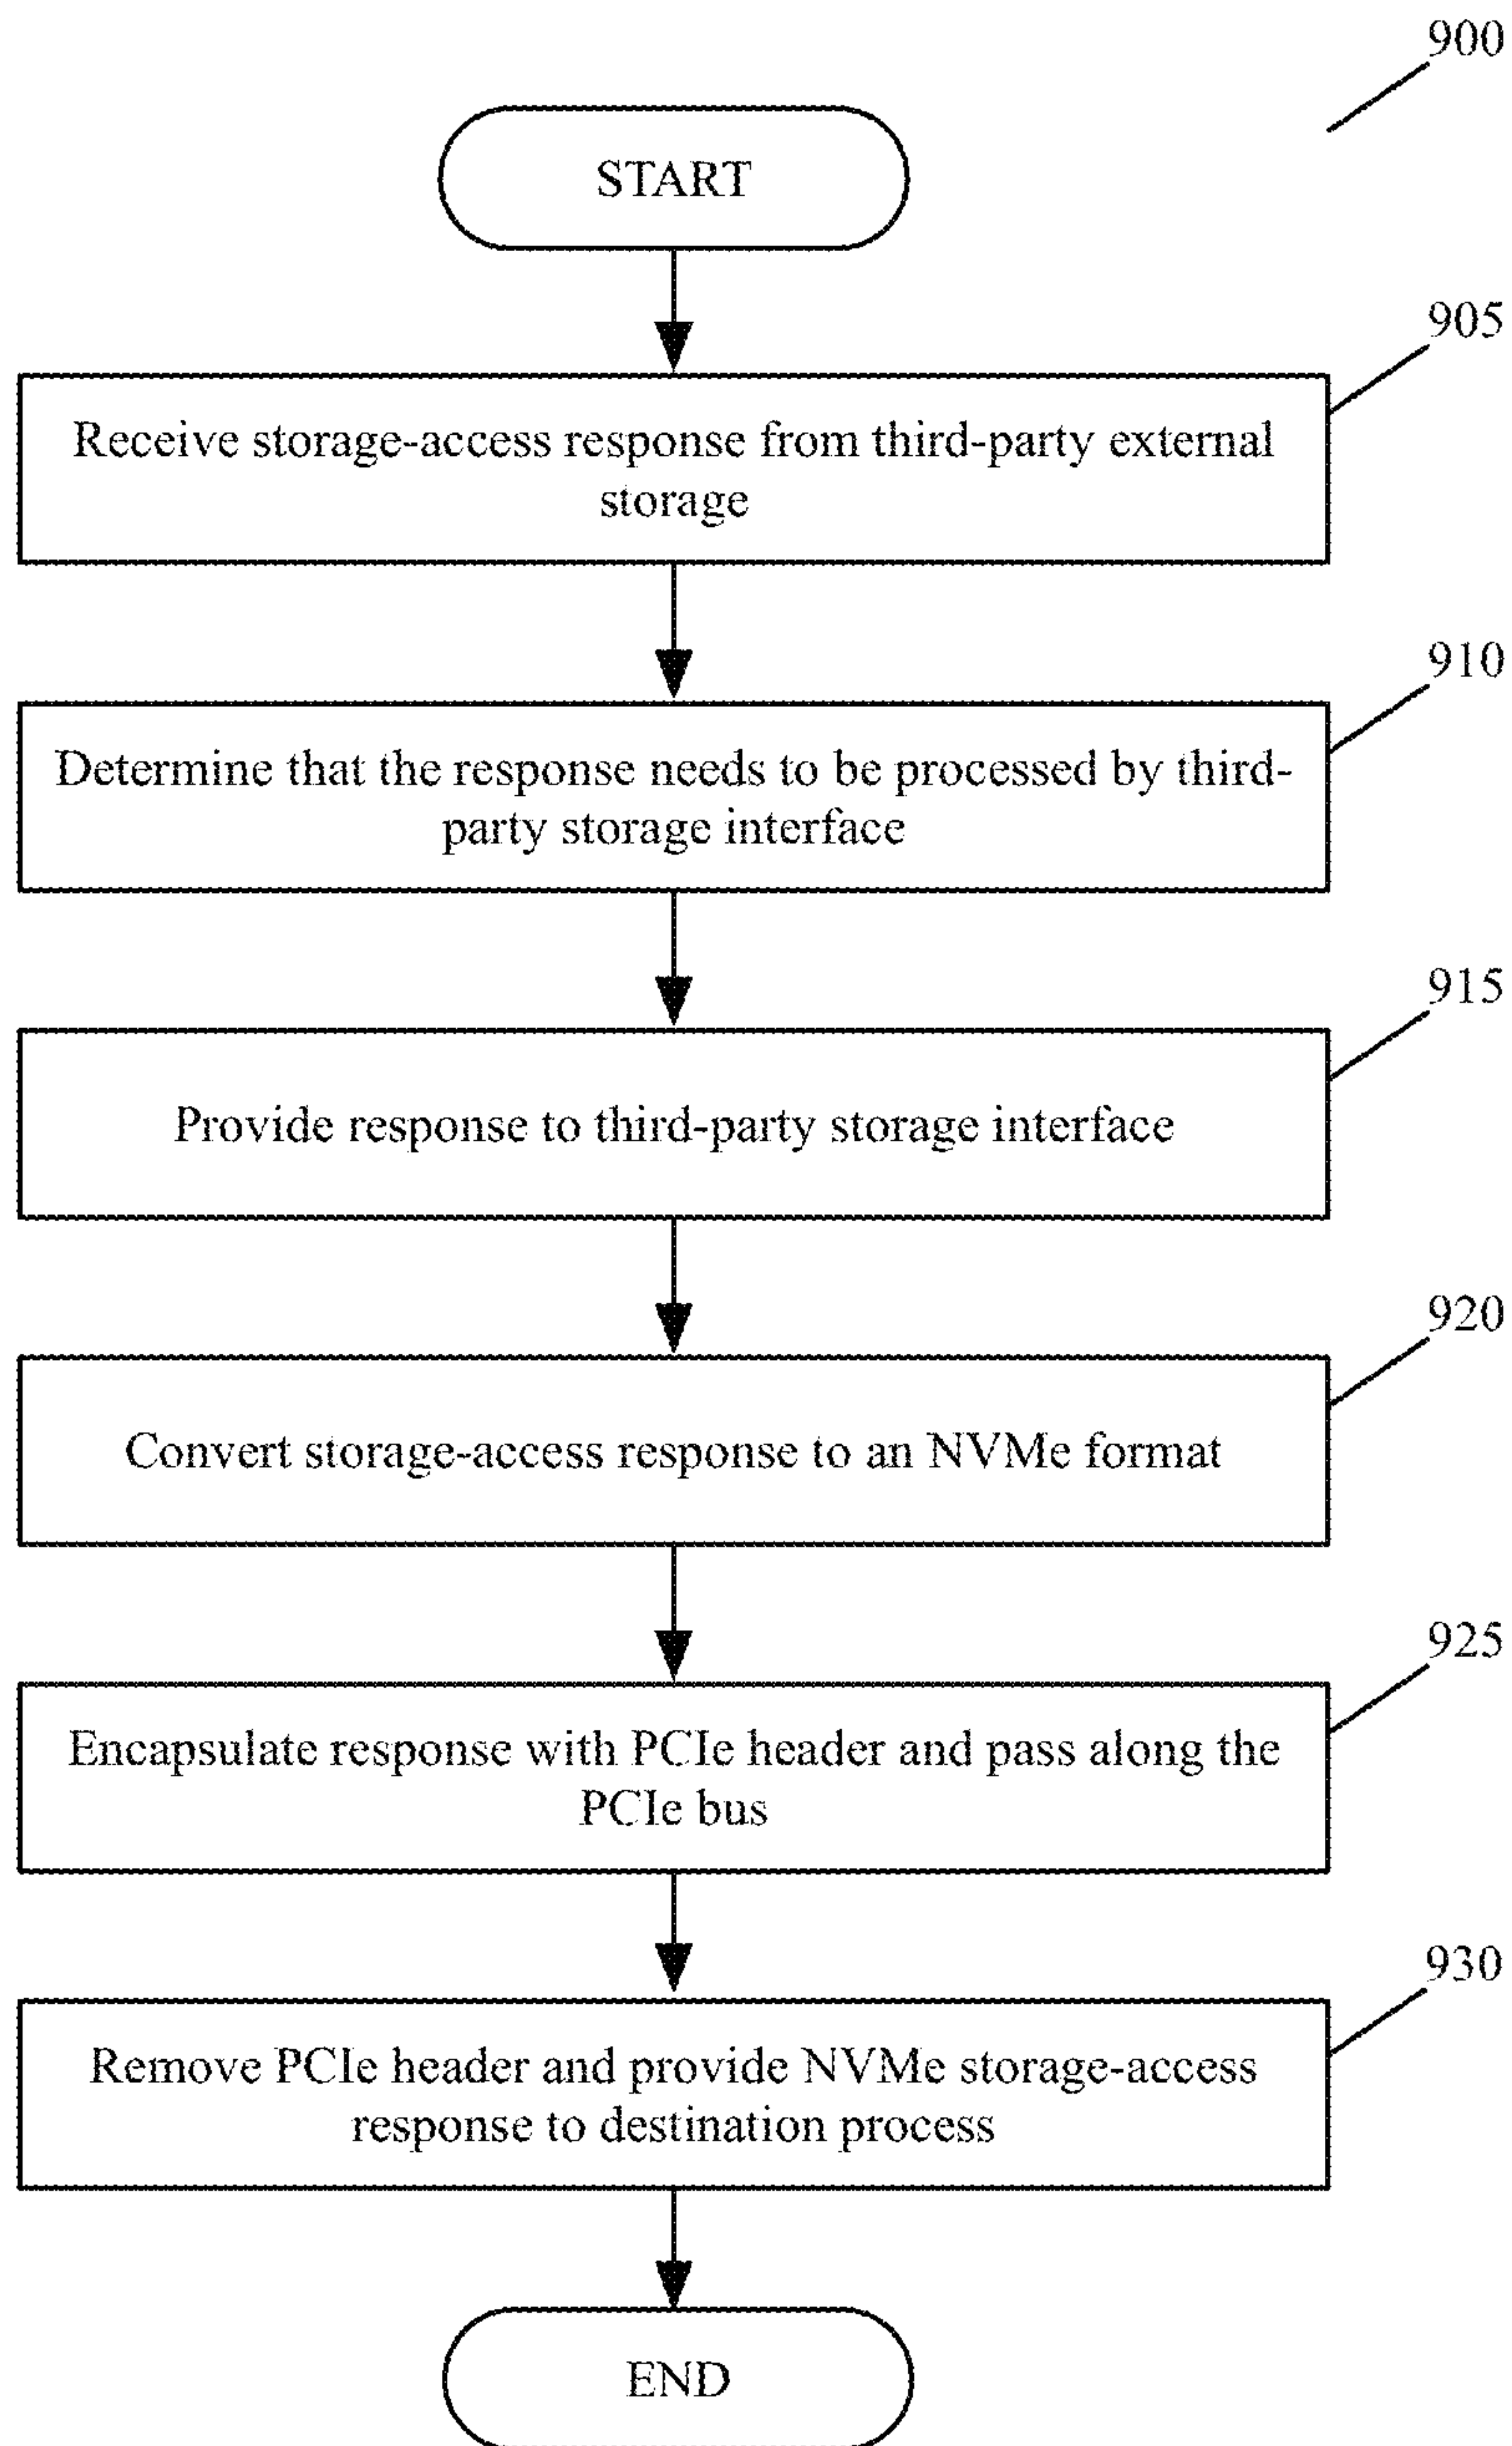 900
START
905
Receive storage-access response from third-party external
storage
910
Determine that the response needs to be processed by third-
party storage interface
915
Provide response to third-party storage interface
920
Convert storage-access response to an NVMe format
925
Encapsulate response with PCIe header and pass along the
PCIe bus
930
Remove PCIe header and provide NVMe storage-access
response to destination process
END